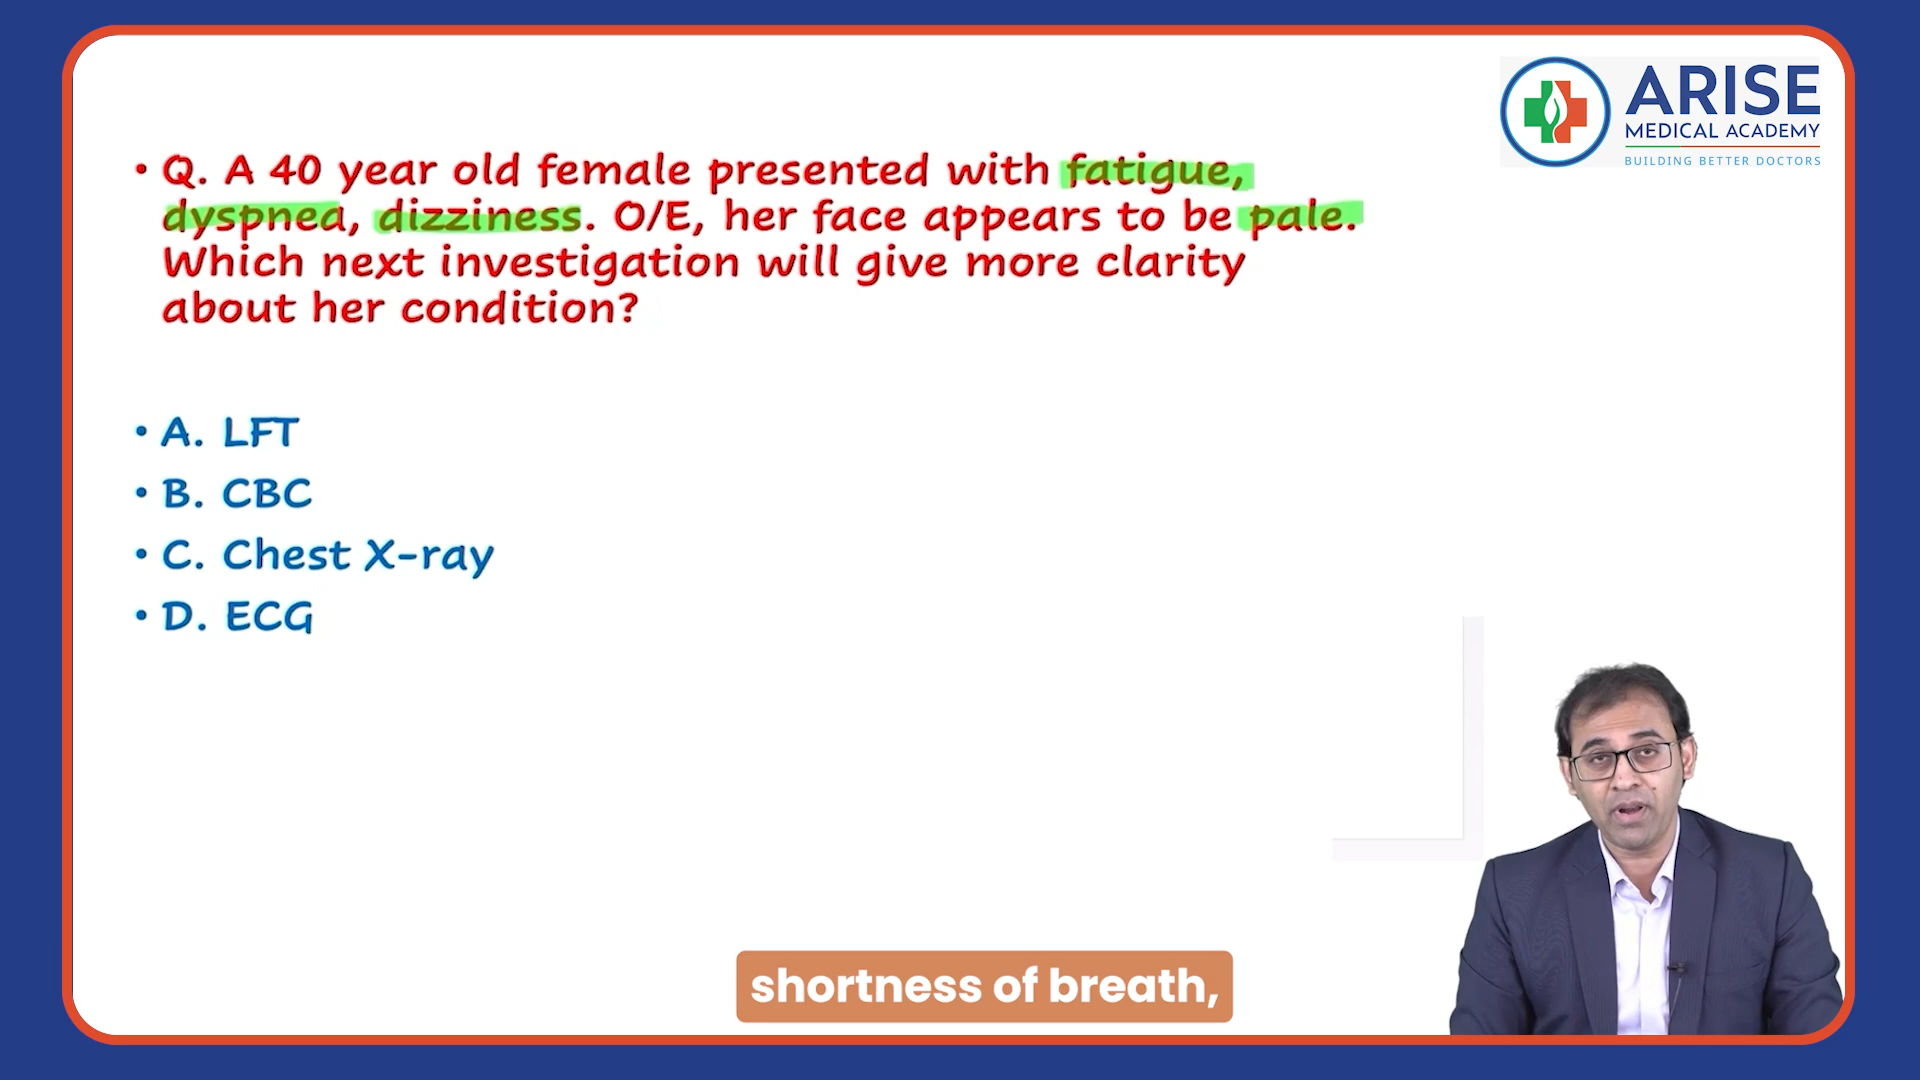 ARISE
MEDICAL ACADEMY
BUILDING BETTER DOCTORS
• Q. A 40 year old female presented with fatigue,
dyspnea, dizziness. O/E, her face appears to be pale.
Which next investigation will give more clarity
about her condition?
• A. LFT
• B. CBC
• C. Chest X-ray
• D. ECG
shortness of breath,